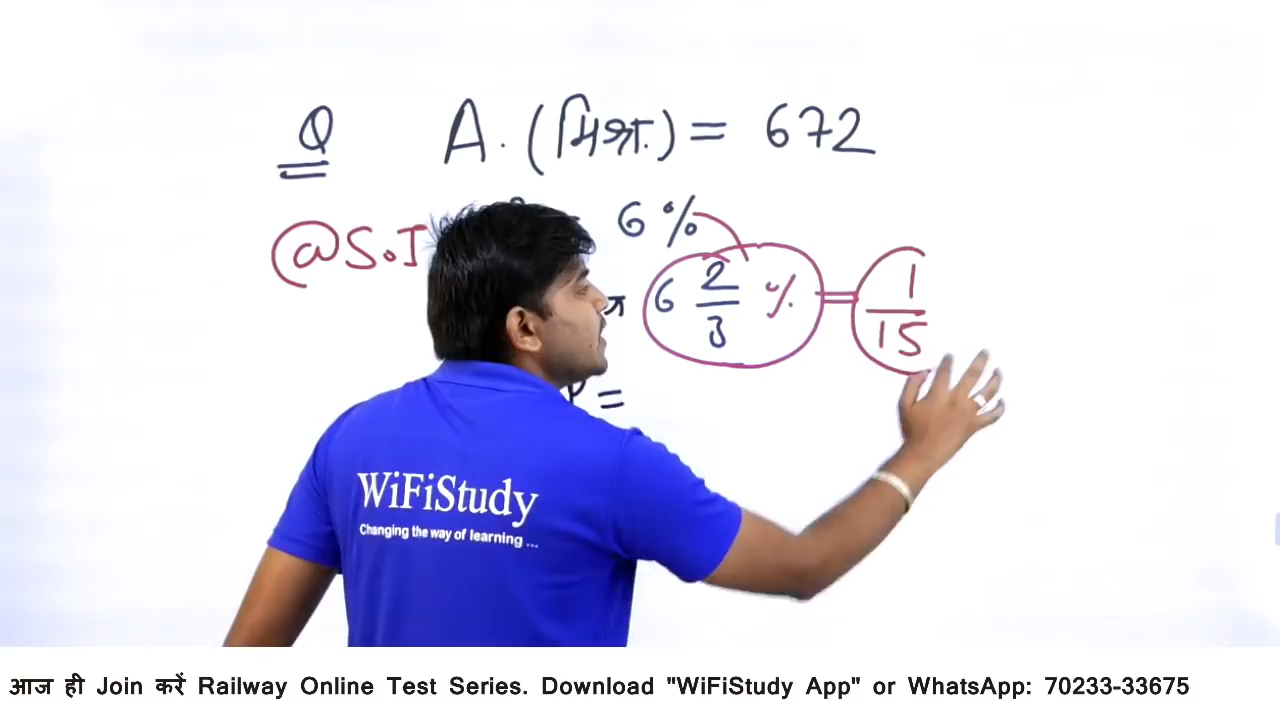 Q A. (मिश्र.) = 672
@S.I 6%
6 2/3 % = 1/15
P =
WiFiStudy
Changing the way of learning ...
आज ही Join करें Railway Online Test Series. Download "WiFiStudy App" or WhatsApp: 70233-33675